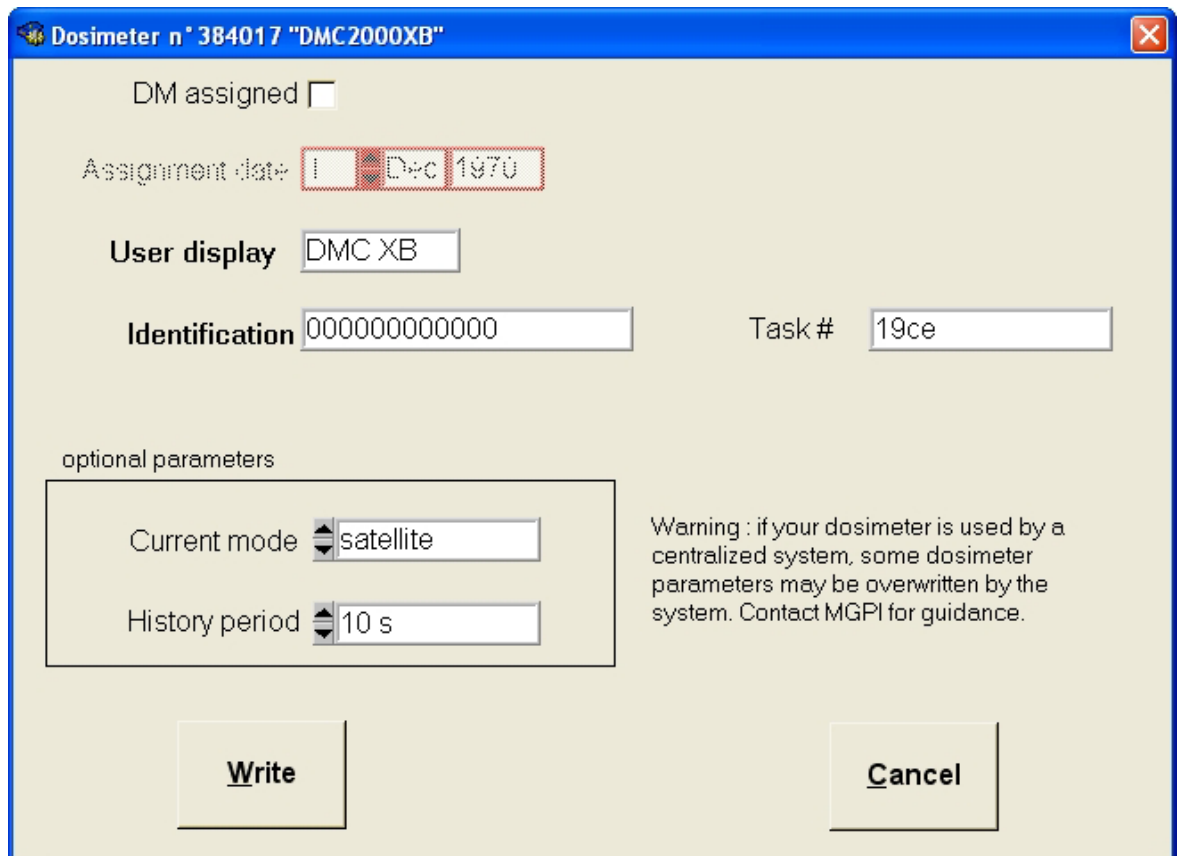 Dosimeter n° 384017 "DMC2000XB"
DM assigned
Assignment date 1 Dec 1970
User display DMC XB
Identification 000000000000 Task # 19ce
optional parameters
Current mode satellite
History period 10 s
Warning : if your dosimeter is used by a
centralized system, some dosimeter
parameters may be overwritten by the
system. Contact MGPI for guidance.
Write Cancel